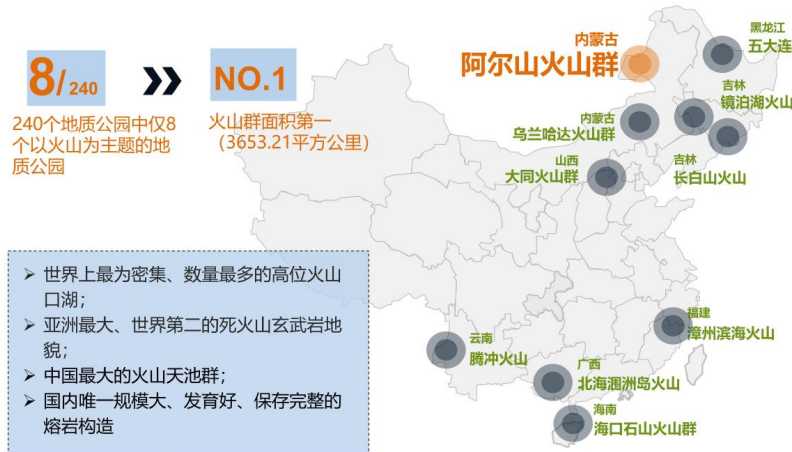 8/240
NO.1
240个地质公园中仅8
个以火山为主题的地
质公园
火山群面积第一
（3653.21平方公里）
世界上最为密集、数量最多的高位火山
口湖；
亚洲最大、世界第二的死火山玄武岩地
貌；
中国最大的火山天池群；
国内唯一规模大、发育好、保存完整的
熔岩构造
内蒙古
阿尔山火山群
黑龙江
五大连
吉林
镜泊湖火山
内蒙古
乌兰哈达火山群
吉林
长白山火山
山西
大同火山群
福建
漳州滨海火山
云南
腾冲火山
广西
北海涠洲岛火山
海南
海口石山火山群